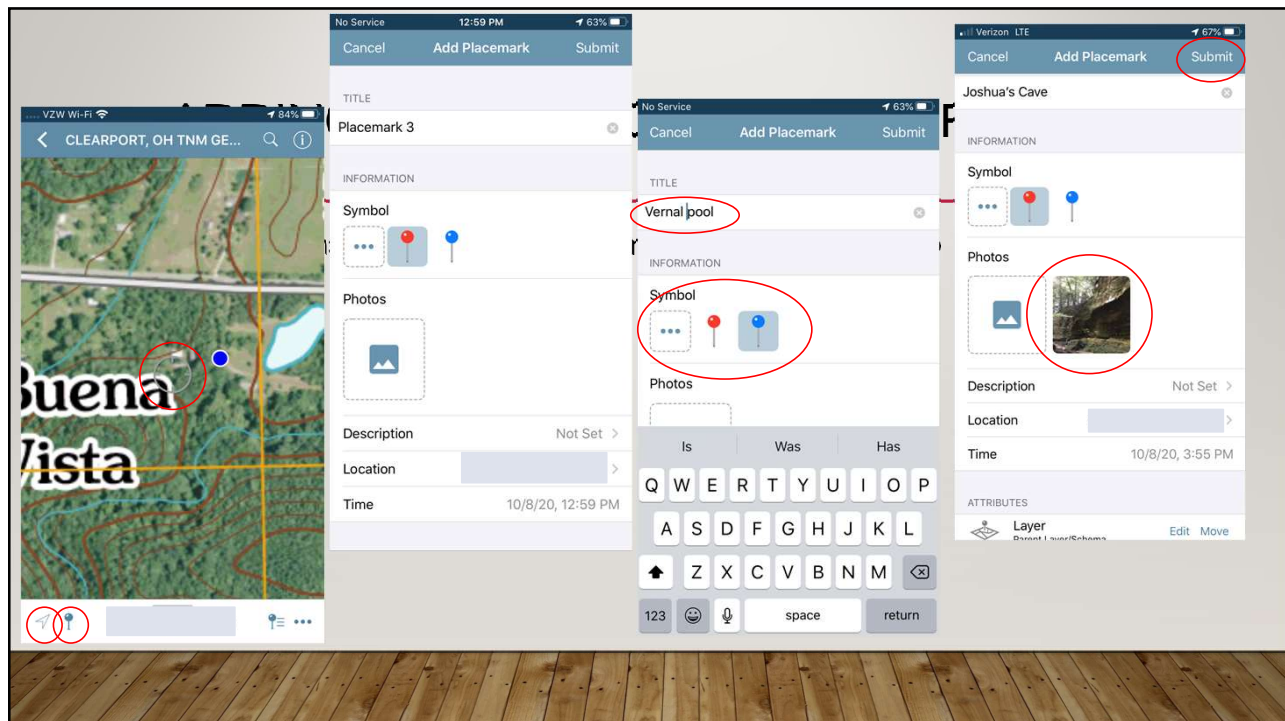 VZW Wi-Fi 84%
CLEARPORT, OH TNM GE...
Buena
Vista
No Service 12:59 PM 63%
Cancel Add Placemark Submit
TITLE
Placemark 3
INFORMATION
Symbol
Photos
Description Not Set >
Location >
Time 10/8/20, 12:59 PM
No Service 63%
Cancel Add Placemark Submit
TITLE
Vernal pool
INFORMATION
Symbol
Photos
Is Was Has
Q W E R T Y U I O P
A S D F G H J K L
Z X C V B N M
123 space return
Verizon LTE 67%
Cancel Add Placemark Submit
Joshua's Cave
INFORMATION
Symbol
Photos
Description Not Set >
Location >
Time 10/8/20, 3:55 PM
ATTRIBUTES
Layer
Parent Layer/Schema
Edit Move